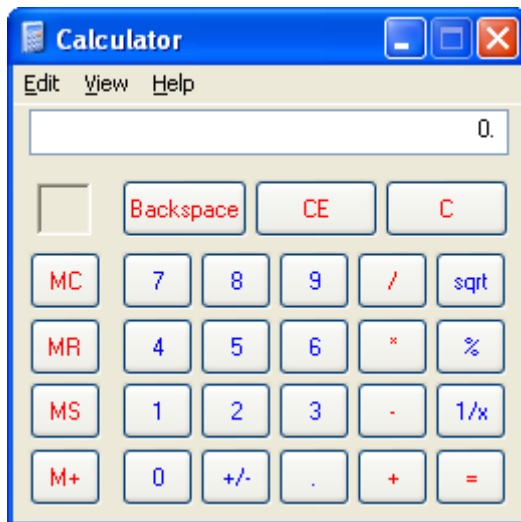 Calculator
Edit View Help
0.
Backspace CE C
MC 7 8 9 / sqrt
MR 4 5 6 * %
MS 1 2 3 - 1/x
M+ 0 +/- . + =